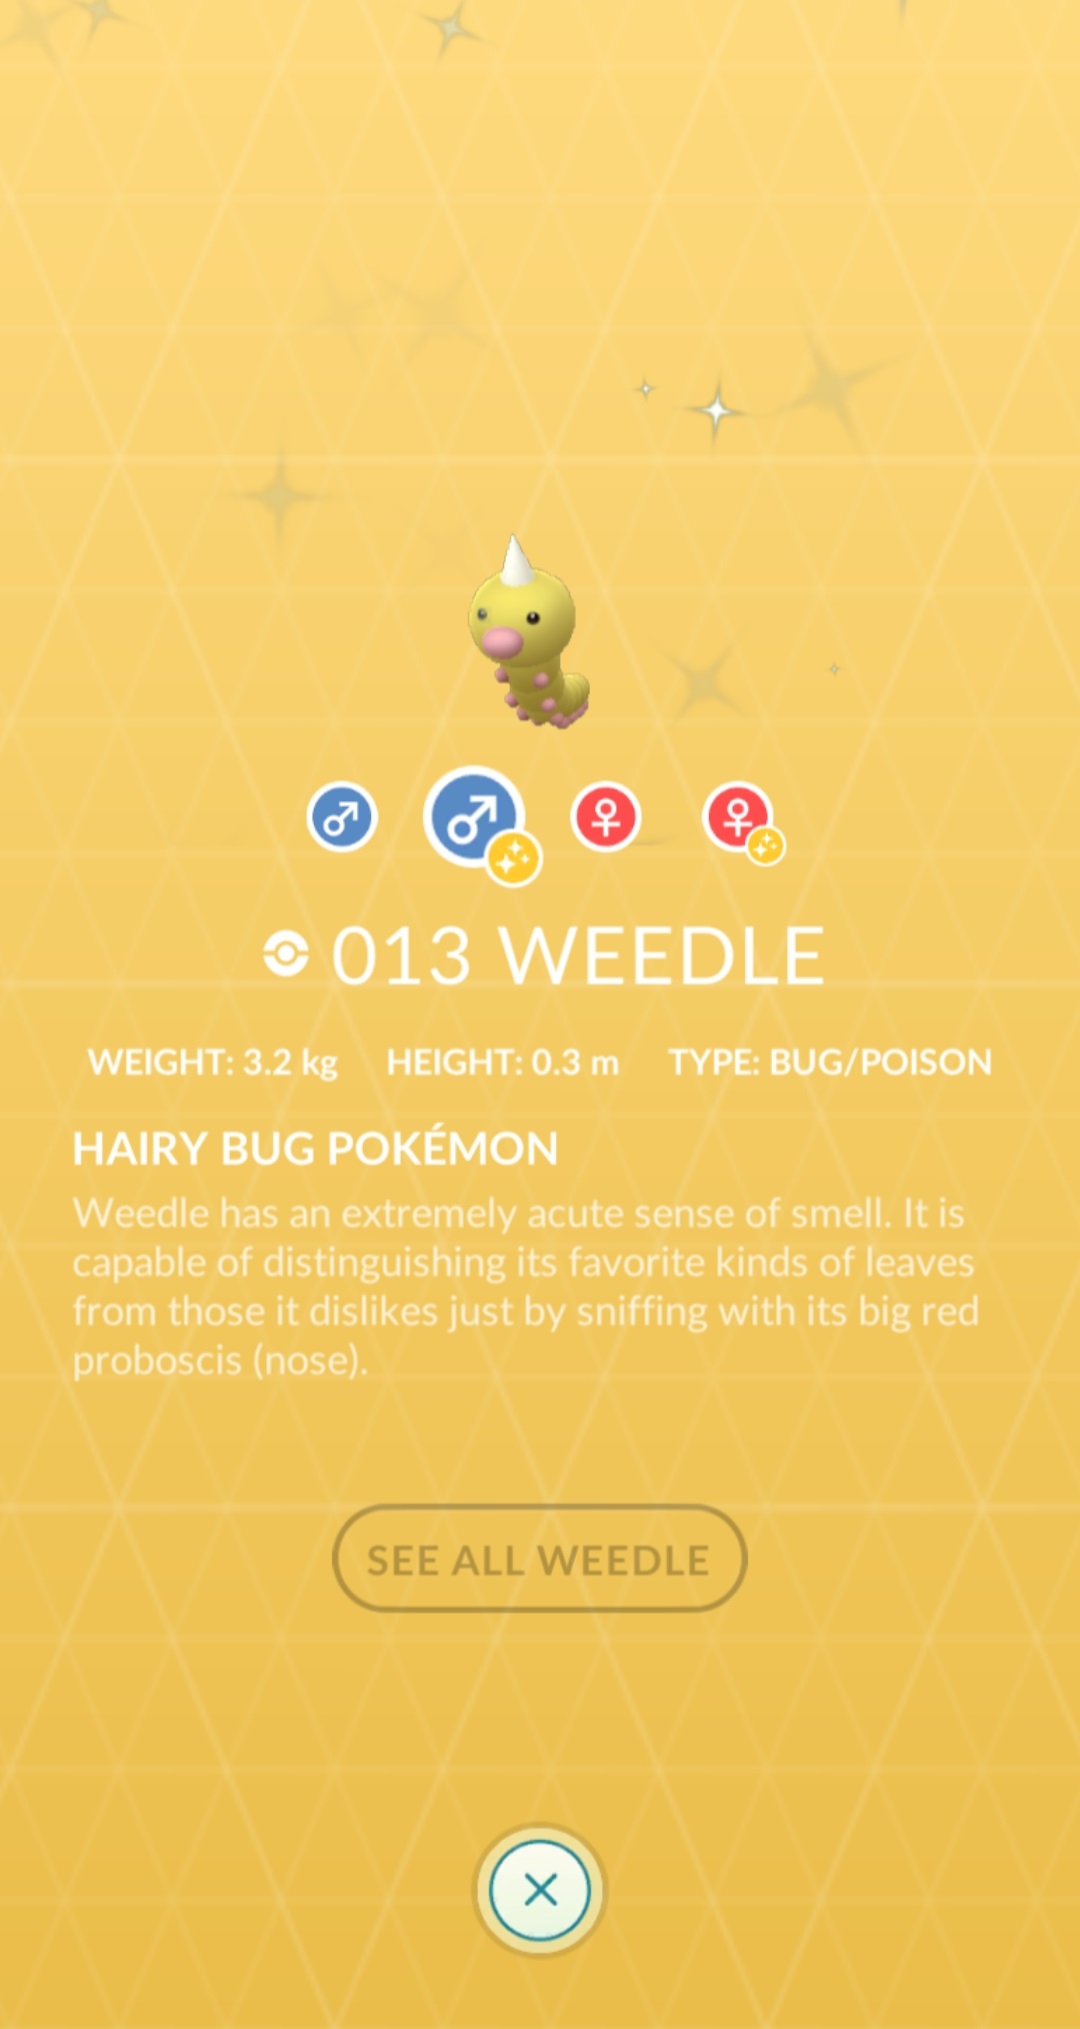 013 WEEDLE
WEIGHT: 3.2 kg HEIGHT: 0.3 m TYPE: BUG/POISON
HAIRY BUG POKÉMON
Weedle has an extremely acute sense of smell. It is
capable of distinguishing its favorite kinds of leaves
from those it dislikes just by sniffing with its big red
proboscis (nose).
SEE ALL WEEDLE